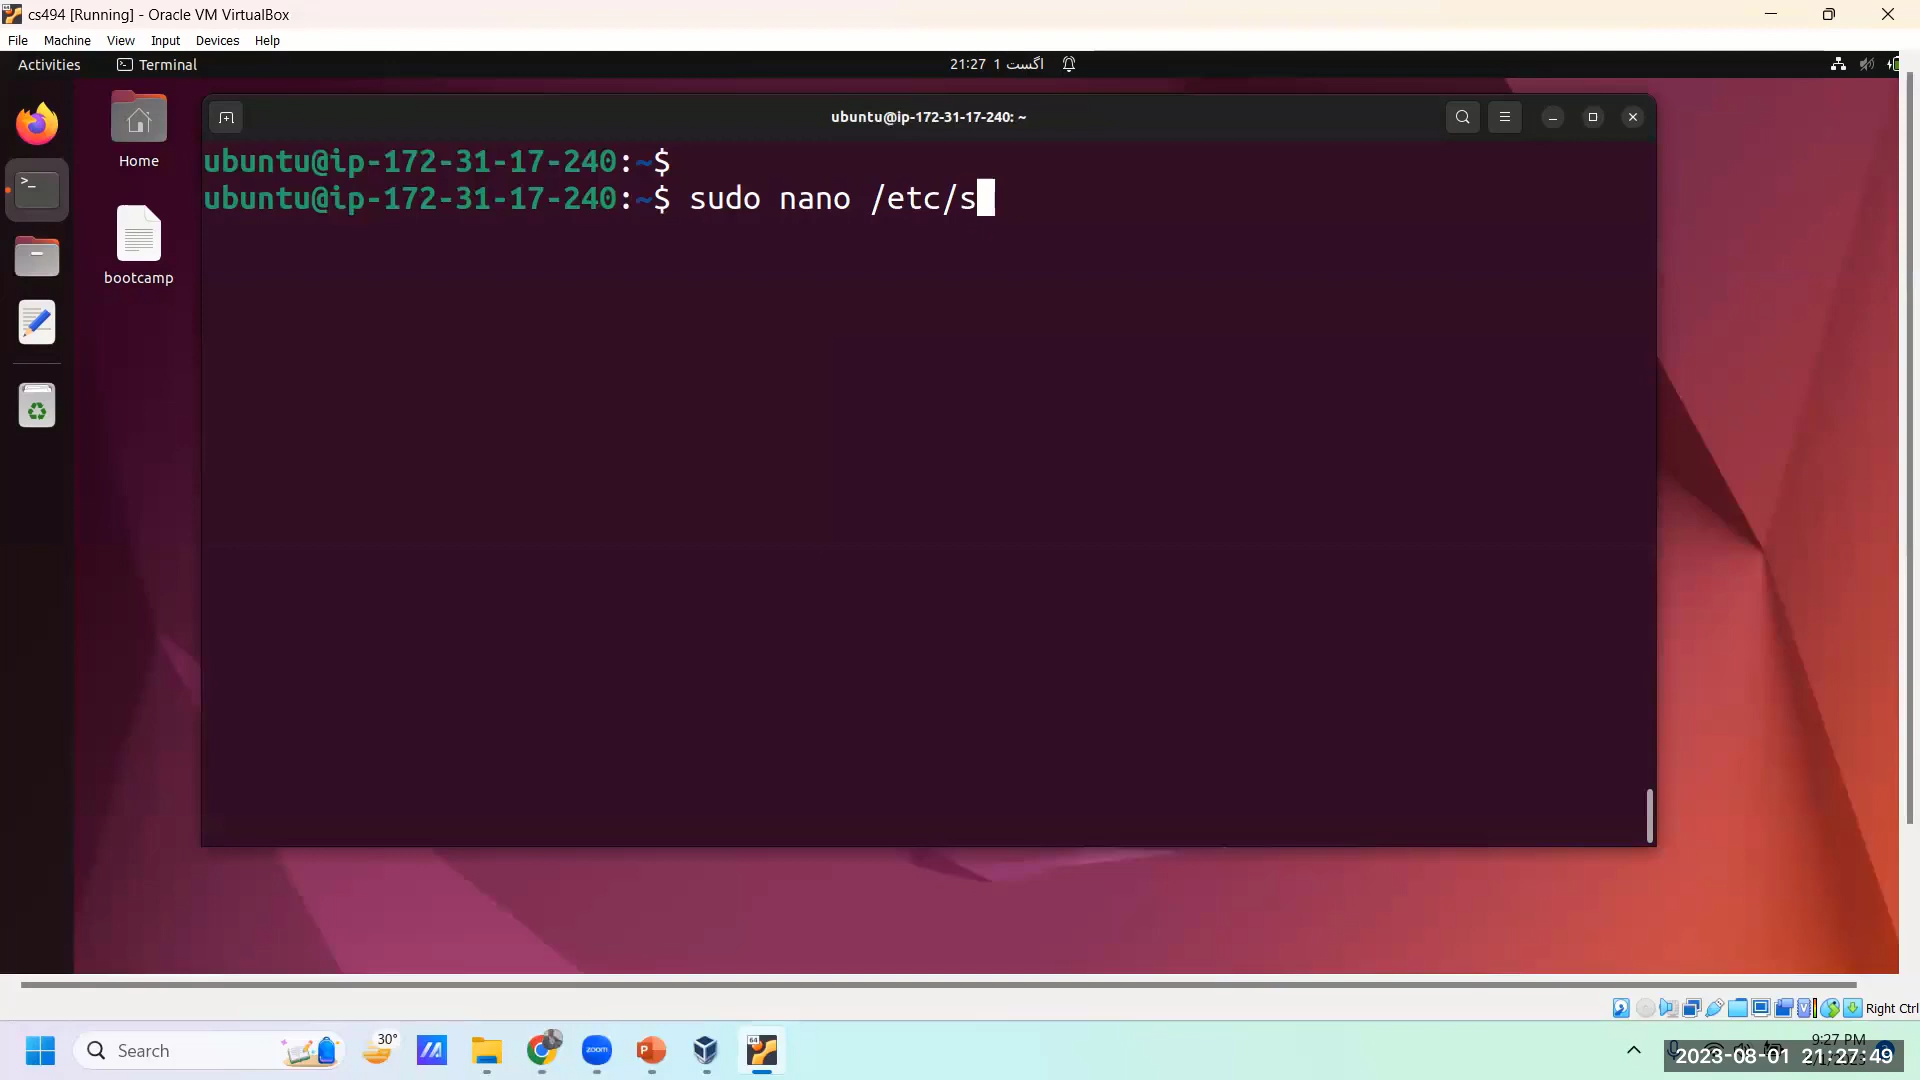 cs494 [Running] - Oracle VM VirtualBox
File Machine View Input Devices Help
Activities Terminal 21:27 1 اگست
ubuntu@ip-172-31-17-240: ~
ubuntu@ip-172-31-17-240:~$
ubuntu@ip-172-31-17-240:~$ sudo nano /etc/s
Home
bootcamp
Right Ctrl
Search
30°
zoom
9:27 PM
2023-08-01 21:27:49